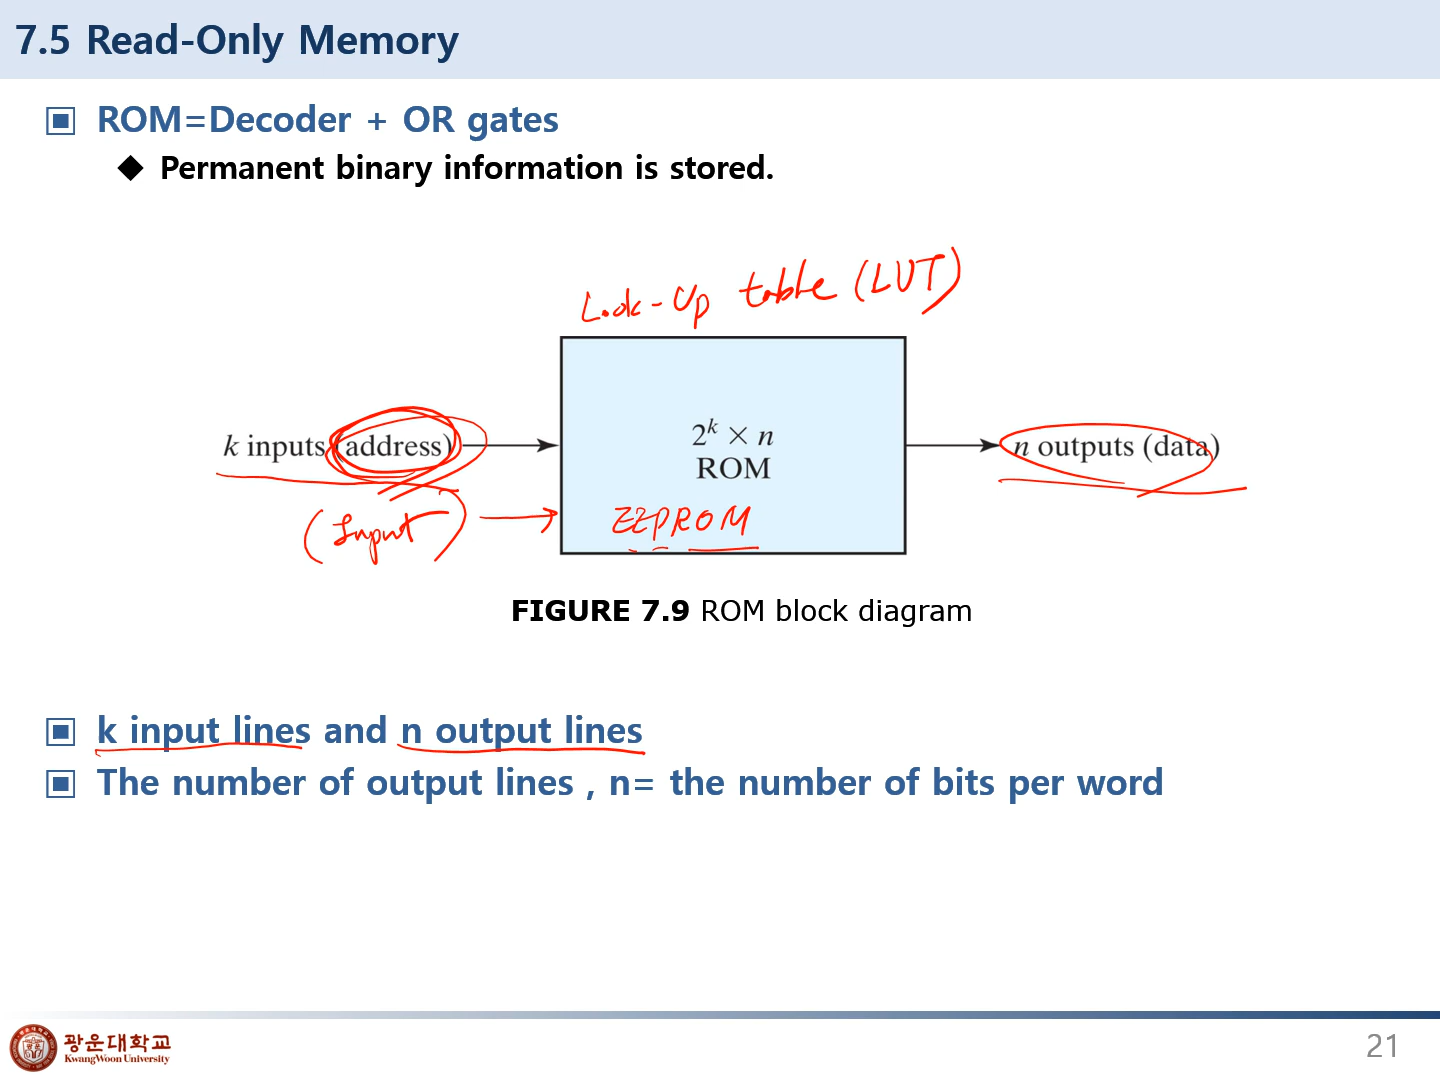 7.5 Read-Only Memory
ROM=Decoder + OR gates
Permanent binary information is stored.
Look-Up table (LUT)
k inputs (address)
2^k × n
ROM
n outputs (data)
(Input)
EEPROM
FIGURE 7.9 ROM block diagram
k input lines and n output lines
The number of output lines , n= the number of bits per word
광운대학교
KwangWoon University
21